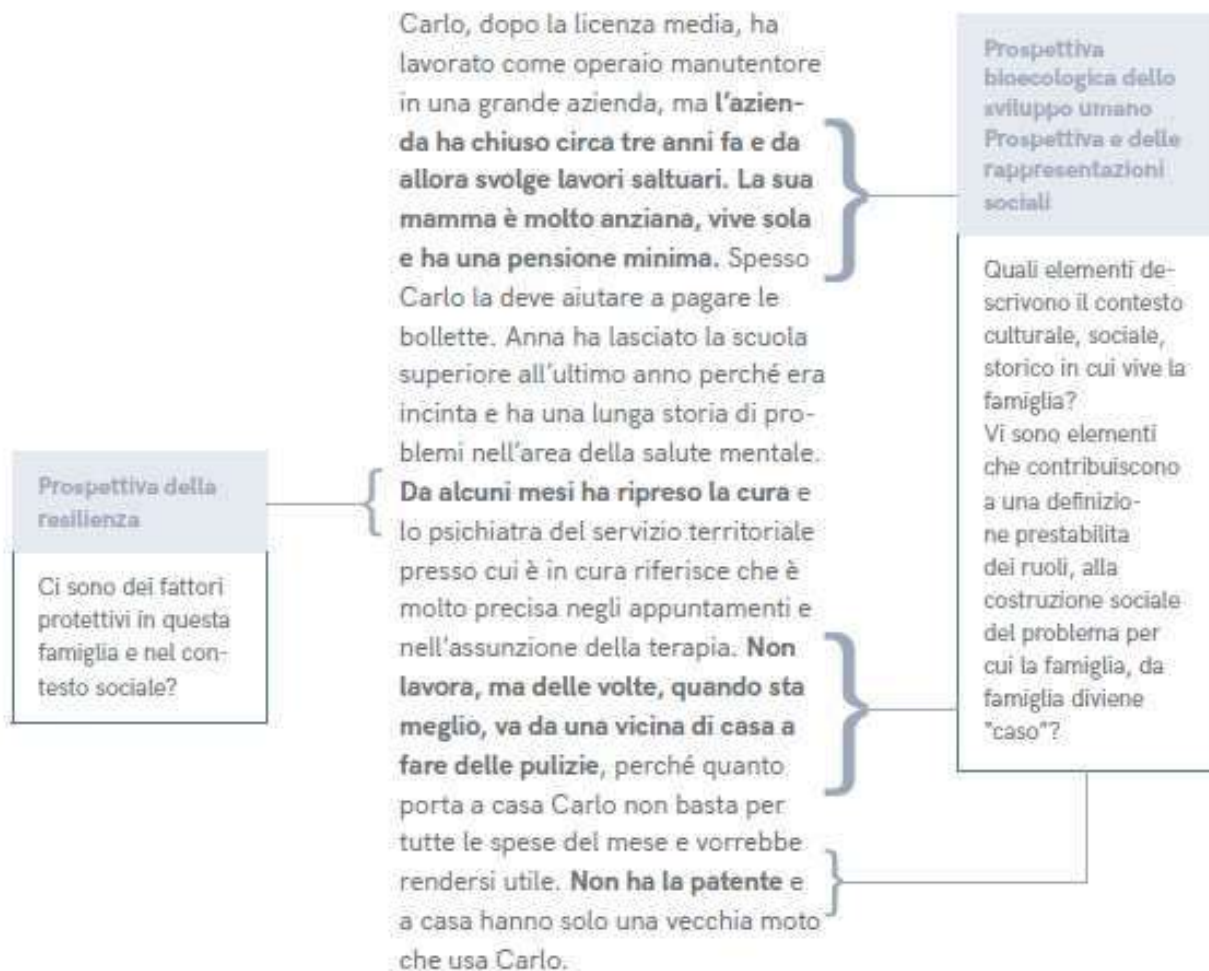 Carlo, dopo la licenza media, ha
lavorato come operaio manutentore
in una grande azienda, ma l'azien-
da ha chiuso circa tre anni fa e da
allora svolge lavori saltuari. La sua
mamma è molto anziana, vive sola
e ha una pensione minima. Spesso
Carlo la deve aiutare a pagare le
bollette. Anna ha lasciato la scuola
superiore all'ultimo anno perché era
incinta e ha una lunga storia di pro-
blemi nell'area della salute mentale.
Da alcuni mesi ha ripreso la cura e
lo psichiatra del servizio territoriale
presso cui è in cura riferisce che è
molto precisa negli appuntamenti e
nell'assunzione della terapia. Non
lavora, ma delle volte, quando sta
meglio, va da una vicina di casa a
fare delle pulizie, perché quanto
porta a casa Carlo non basta per
tutte le spese del mese e vorrebbe
rendersi utile. Non ha la patente e
a casa hanno solo una vecchia moto
che usa Carlo.
Prospettiva della
resilienza
Ci sono dei fattori
protettivi in questa
famiglia e nel con-
testo sociale?
Prospettiva
bioecologica dello
sviluppo umano
Prospettiva e delle
rappresentazioni
sociali
Quali elementi de-
scrivono il contesto
culturale, sociale,
storico in cui vive la
famiglia?
Vi sono elementi
che contribuiscono
a una definizio-
ne prestabilita
dei ruoli, alla
costruzione sociale
del problema per
cui la famiglia, da
famiglia diviene
"caso"?